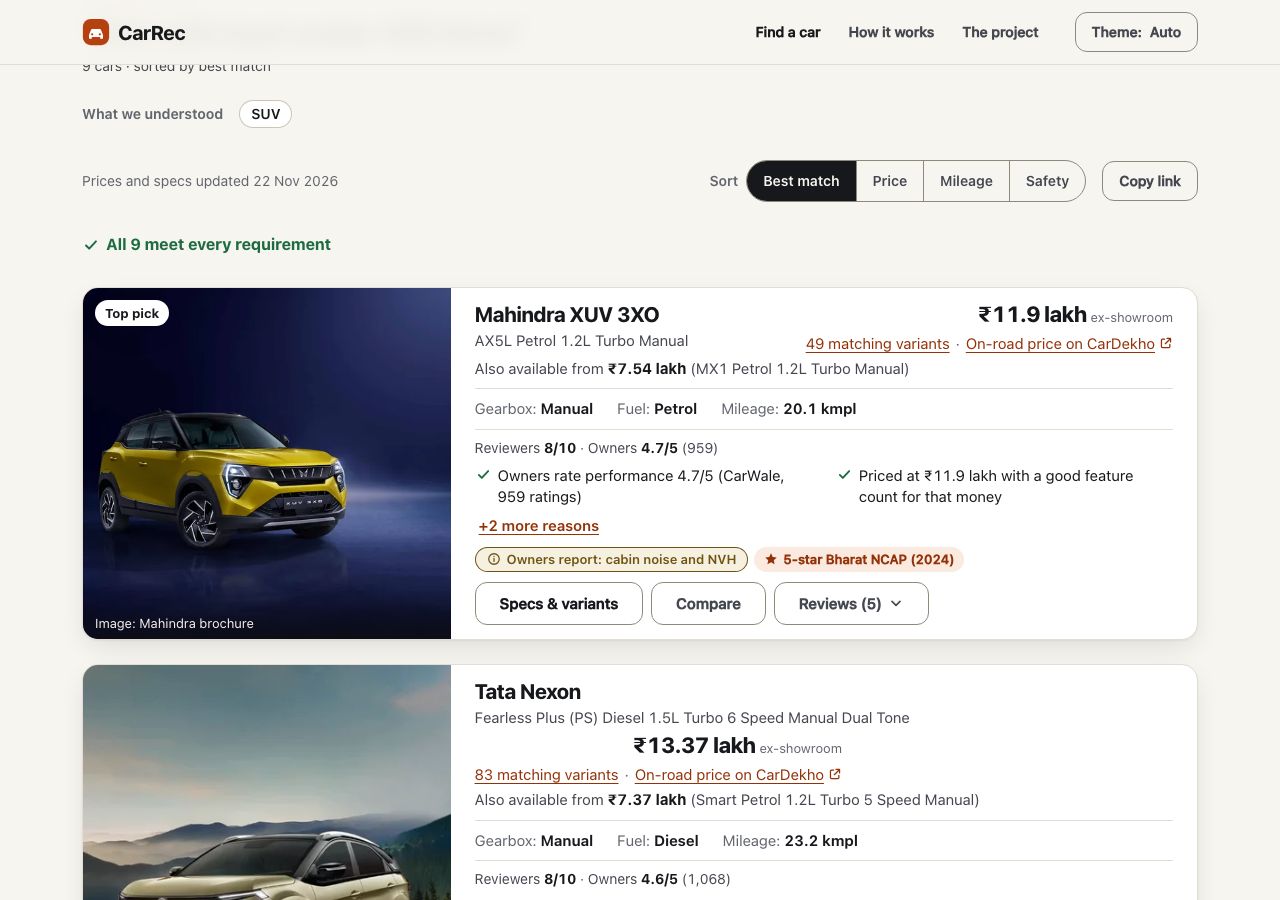 CarRec
Find a car
How it works
The project
Theme: Auto
9 cars · sorted by best match
What we understood
SUV
Prices and specs updated 22 Nov 2026
Sort
Best match
Price
Mileage
Safety
Copy link
All 9 meet every requirement
Top pick
Image: Mahindra brochure
Mahindra XUV 3XO
₹11.9 lakh ex-showroom
AX5L Petrol 1.2L Turbo Manual
49 matching variants · On-road price on CarDekho
Also available from ₹7.54 lakh (MX1 Petrol 1.2L Turbo Manual)
Gearbox: Manual Fuel: Petrol Mileage: 20.1 kmpl
Reviewers 8/10 · Owners 4.7/5 (959)
Owners rate performance 4.7/5 (CarWale,
959 ratings)
Priced at ₹11.9 lakh with a good feature
count for that money
+2 more reasons
Owners report: cabin noise and NVH
5-star Bharat NCAP (2024)
Specs & variants
Compare
Reviews (5)
Tata Nexon
Fearless Plus (PS) Diesel 1.5L Turbo 6 Speed Manual Dual Tone
₹13.37 lakh ex-showroom
83 matching variants · On-road price on CarDekho
Also available from ₹7.37 lakh (Smart Petrol 1.2L Turbo 5 Speed Manual)
Gearbox: Manual Fuel: Diesel Mileage: 23.2 kmpl
Reviewers 8/10 · Owners 4.6/5 (1,068)